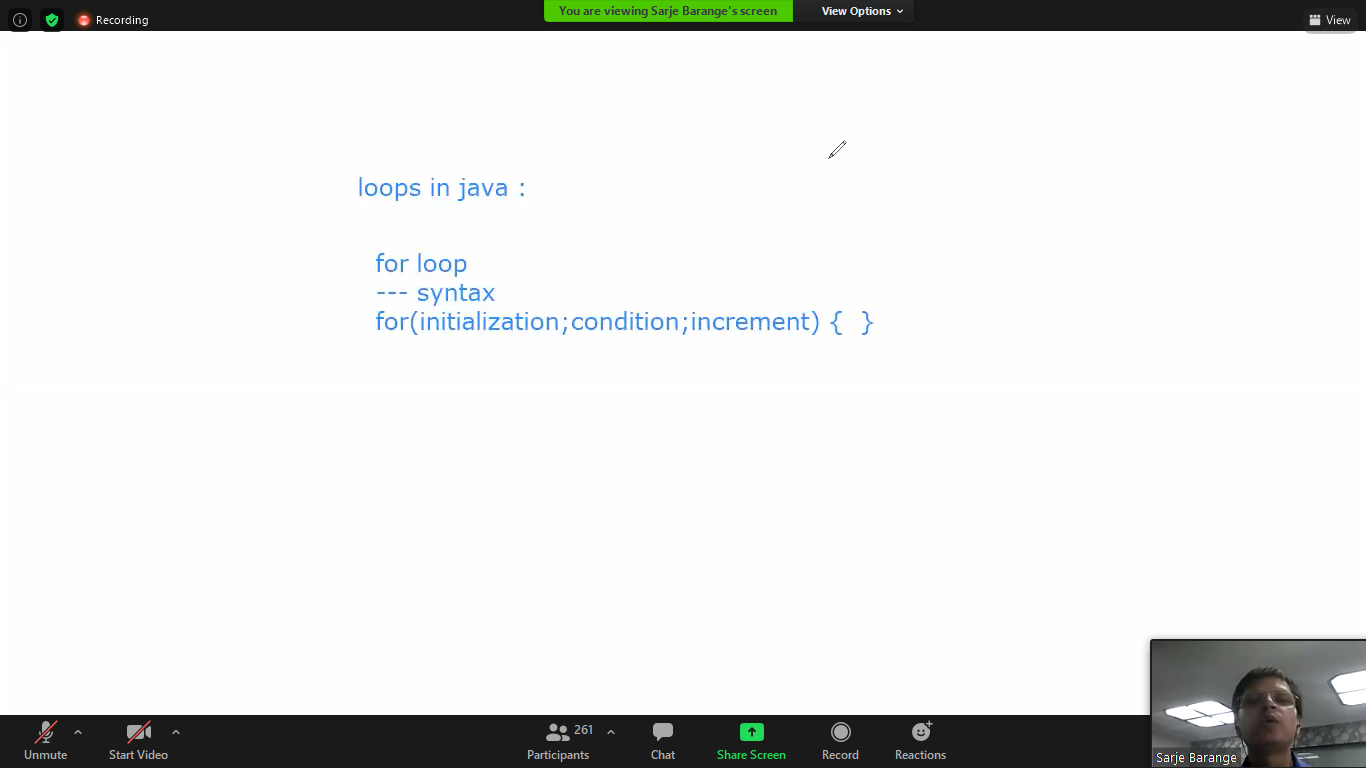 Recording
You are viewing Sarje Barange's screen
View Options
View
loops in java :
for loop
--- syntax
for(initialization;condition;increment) {  }
Sarje Barange
Unmute
Start Video
Participants
261
Chat
Share Screen
Record
Reactions